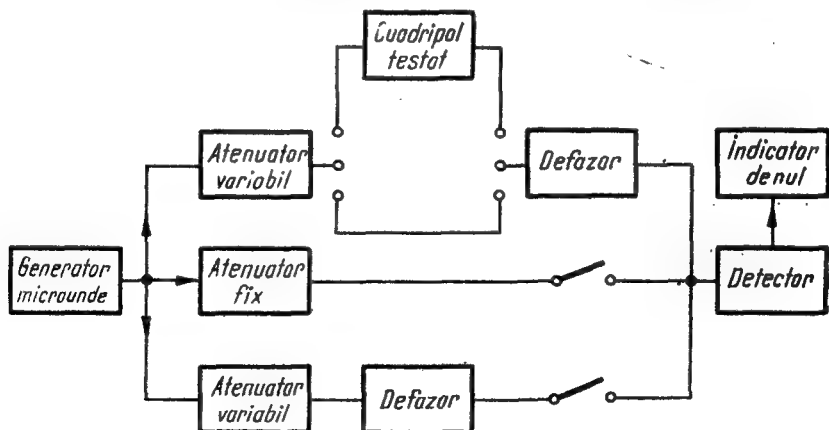 Cuadripol
testat
Atenuator
variabil
Defazor
Indicator
de nul
Generator
microunde
Atenuator
fix
Detector
Atenuator
variabil
Defazor